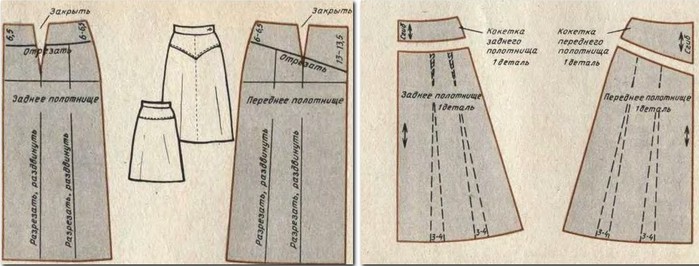 Закрыть
6,5
6-6,5
Отрезать
Заднее полотнище
Разрезать, раздвинуть
Разрезать, раздвинуть
Закрыть
6-6,5
Отрезать
13-13,5
Переднее полотнище
Разрезать, раздвинуть
Разрезать, раздвинуть
Сгиб
Кокетка
заднего
полотнища
1 деталь
Заднее полотнище
1 деталь
3-4
3-4
Кокетка
переднего
полотнища
1 деталь
Сгиб
Переднее полотнище
1 деталь
3-4
3-4